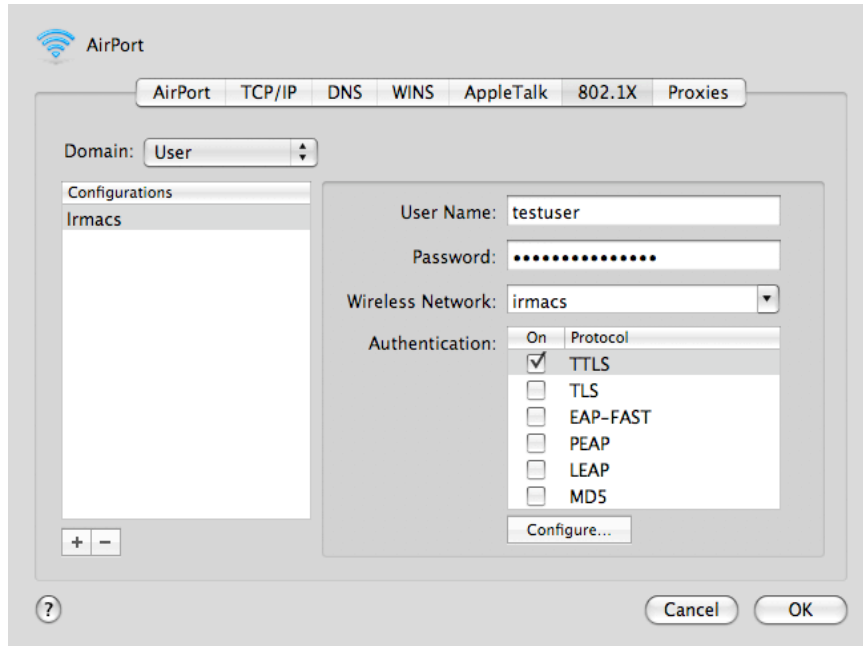 AirPort
AirPort TCP/IP DNS WINS AppleTalk 802.1X Proxies
Domain: User
Configurations
Irmacs
User Name: testuser
Password: •••••••••••••••
Wireless Network: irmacs
Authentication:
On Protocol
TTLS
TLS
EAP-FAST
PEAP
LEAP
MD5
Configure...
+ −
? Cancel OK